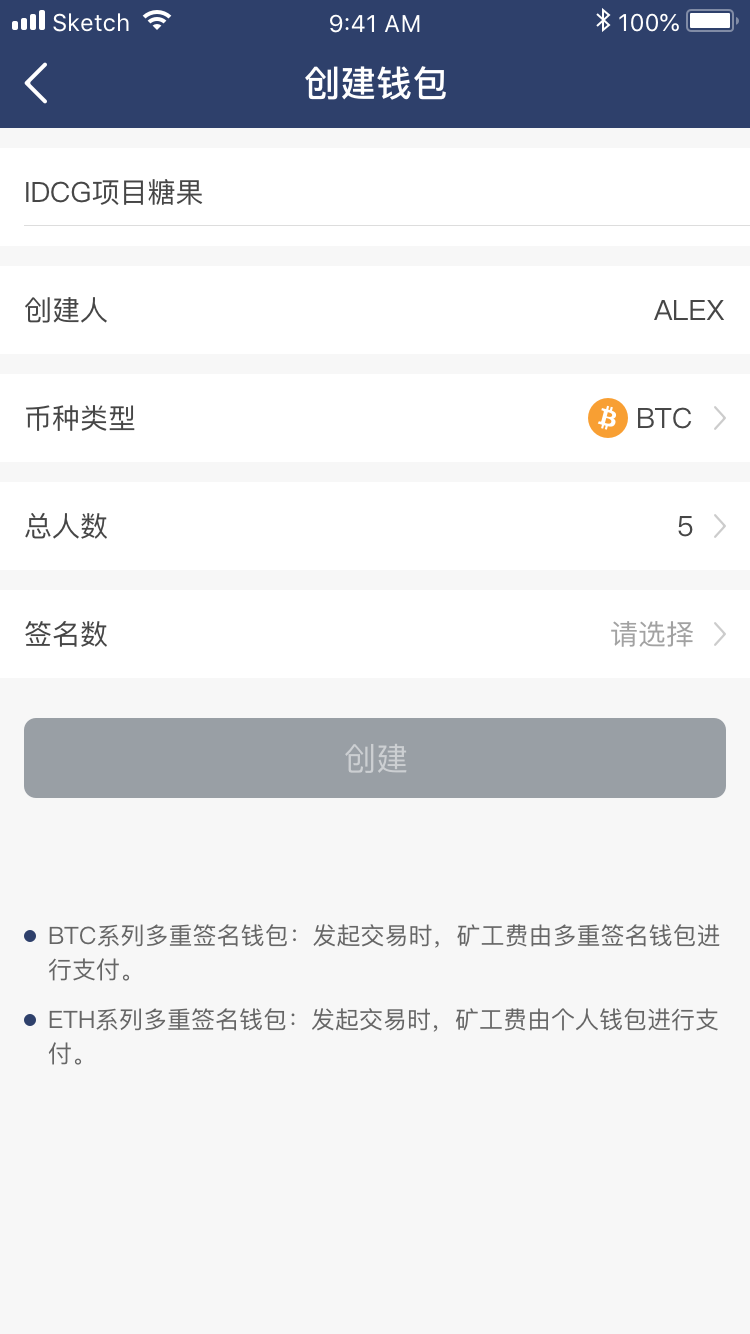 Sketch 9:41 AM 100%
创建钱包
IDCG项目糖果
创建人 ALEX
币种类型 BTC
总人数 5
签名数 请选择
创建
BTC系列多重签名钱包：发起交易时，矿工费由多重签名钱包进
行支付。
ETH系列多重签名钱包：发起交易时，矿工费由个人钱包进行支
付。